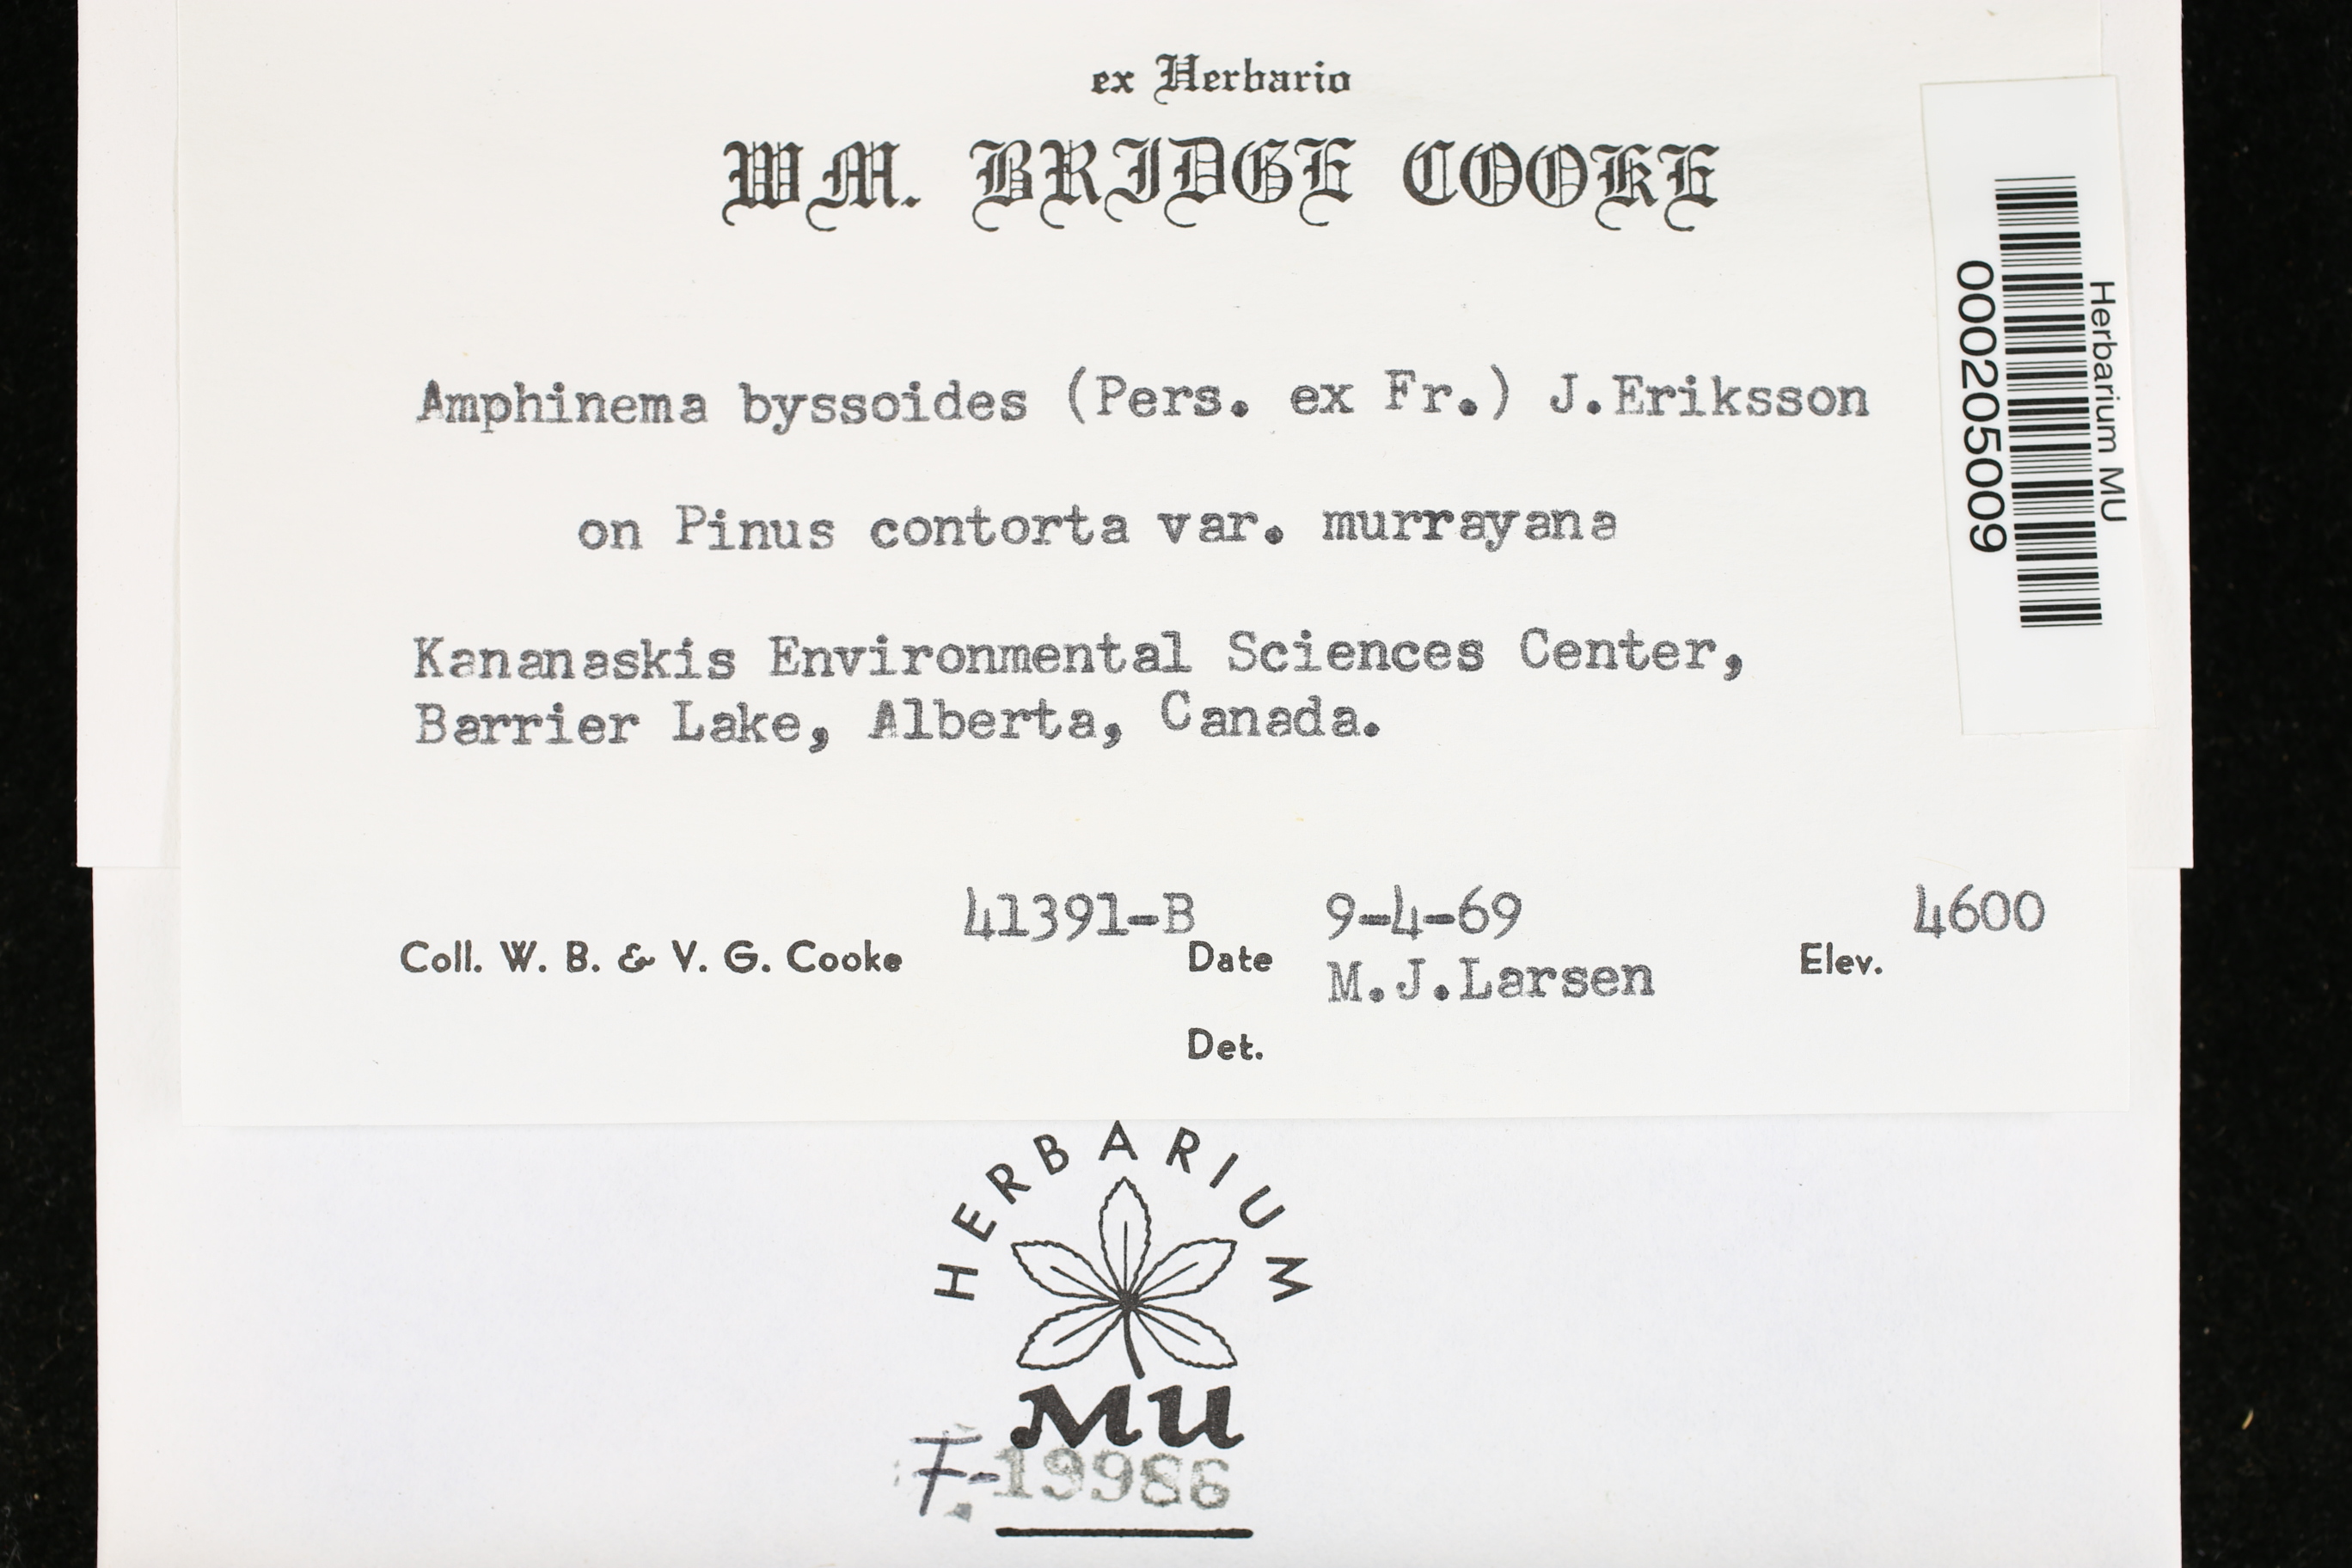 ex Herbario
WM. BRIDGE COOKE
Amphinema byssoides (Pers. ex Fr.) J.Eriksson
on Pinus contorta var. murrayana
Kananaskis Environmental Sciences Center,
Barrier Lake, Alberta, Canada.
Coll. W. B. & V. G. Cooke 41391-B Date 9-4-69 Elev. 4600
M.J.Larsen
Det.
Herbarium MU
000205009
HERBARIUM
MU
F-19986